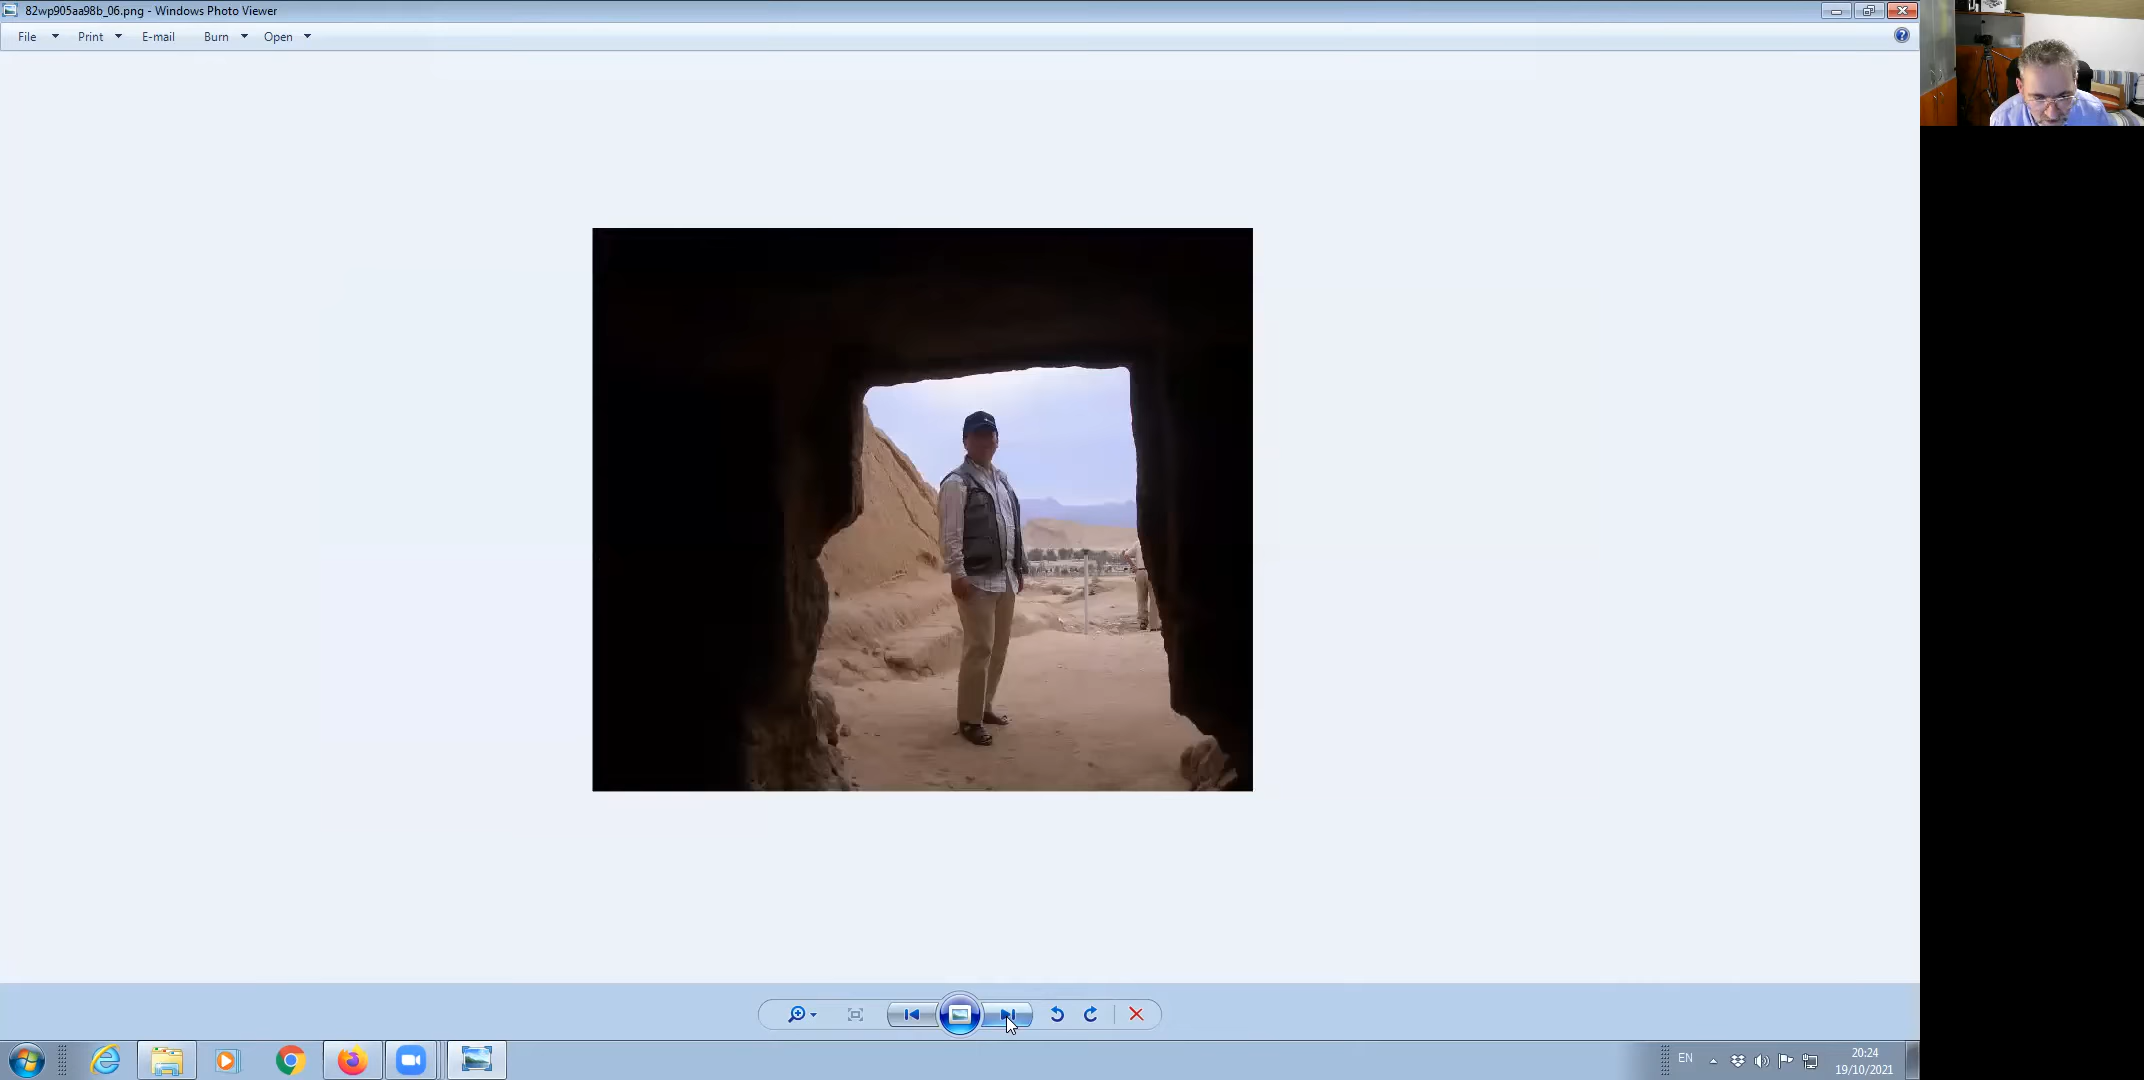 82wp905aa98b_06.png - Windows Photo Viewer
File Print E-mail Burn Open
EN
20:24
19/10/2021